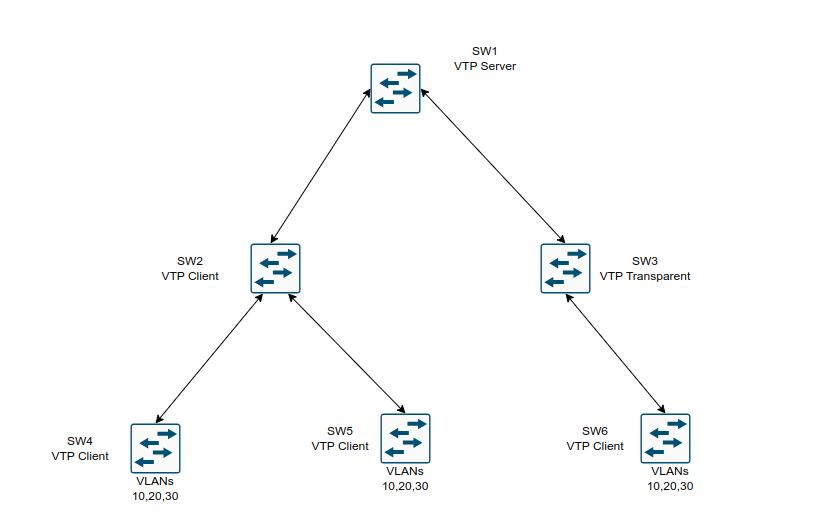 SW1
VTP Server
SW2
VTP Client
SW3
VTP Transparent
SW4
VTP Client
VLANs
10,20,30
SW5
VTP Client
VLANs
10,20,30
SW6
VTP Client
VLANs
10,20,30